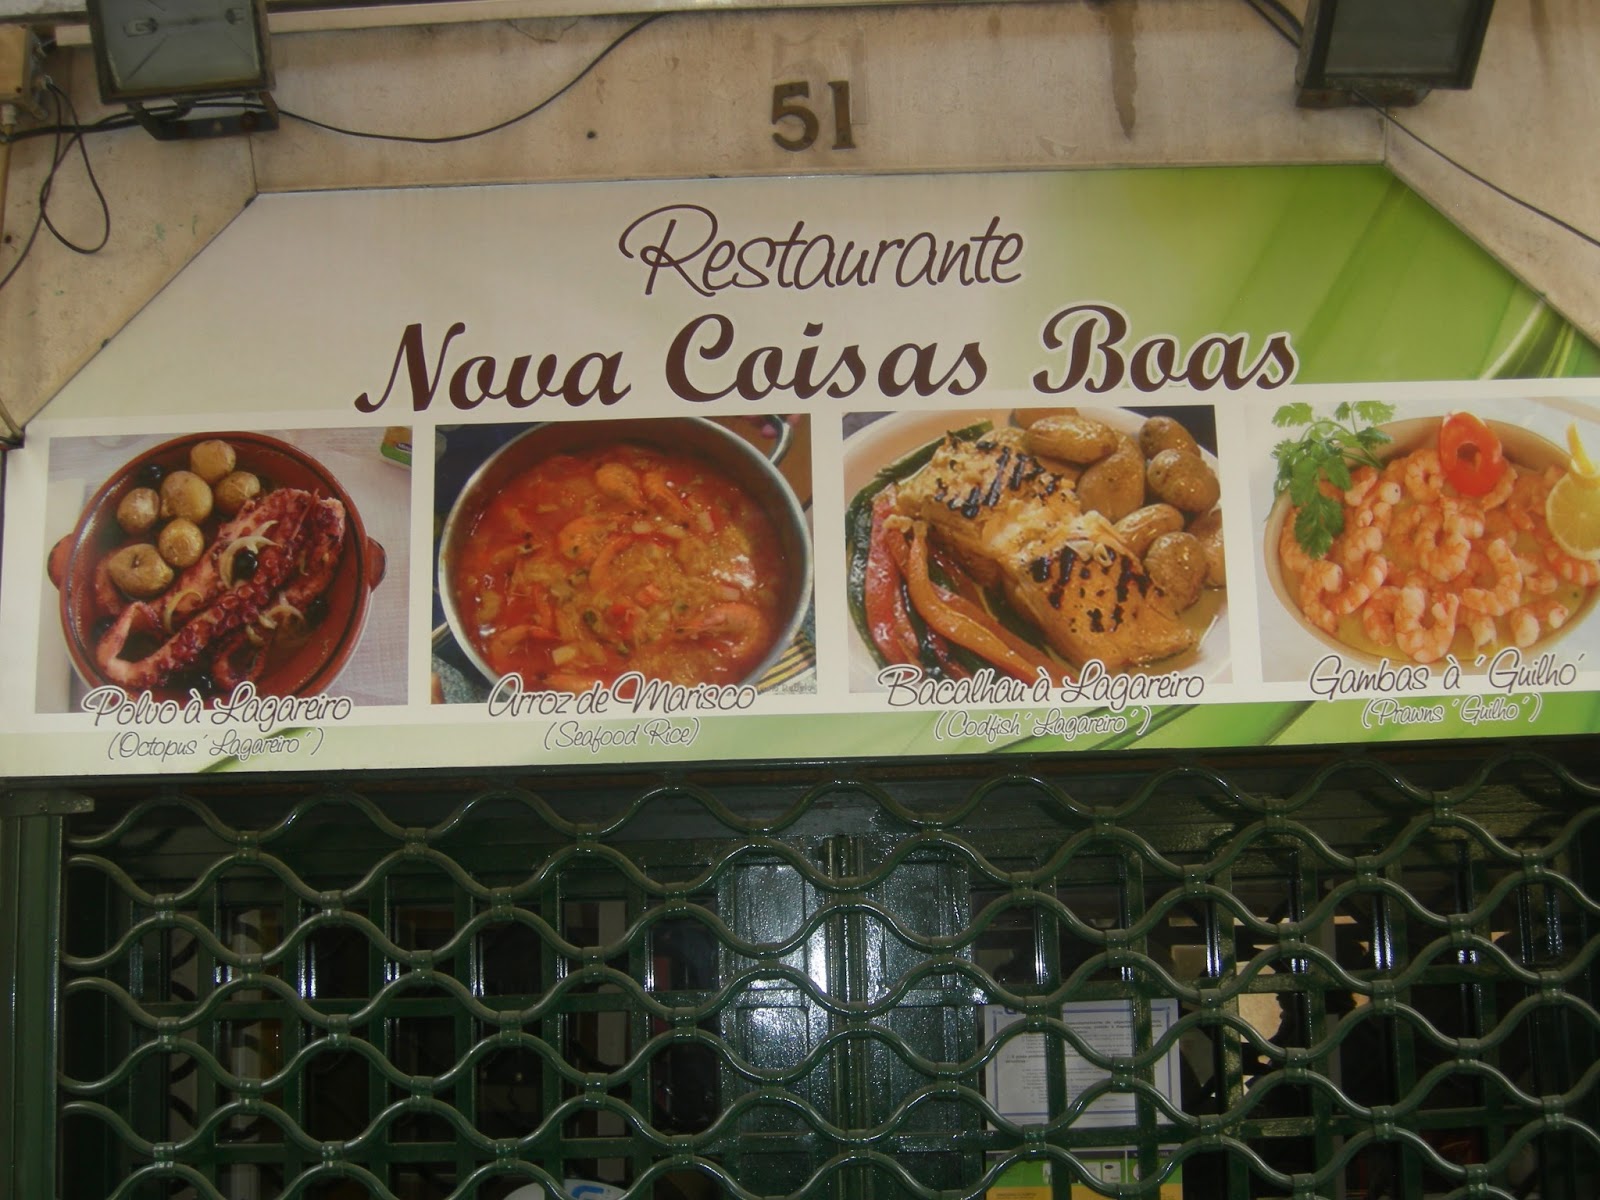 51
Restaurante
Nova Coisas Boas
Polvo à Lagareiro
(Octopus ´Lagareiro´)
Arroz de Marisco
(Seafood Rice)
Bacalhau à Lagareiro
(Codfish ´Lagareiro´)
Gambas à ´Guilho´
(Prawns ´Guilho´)